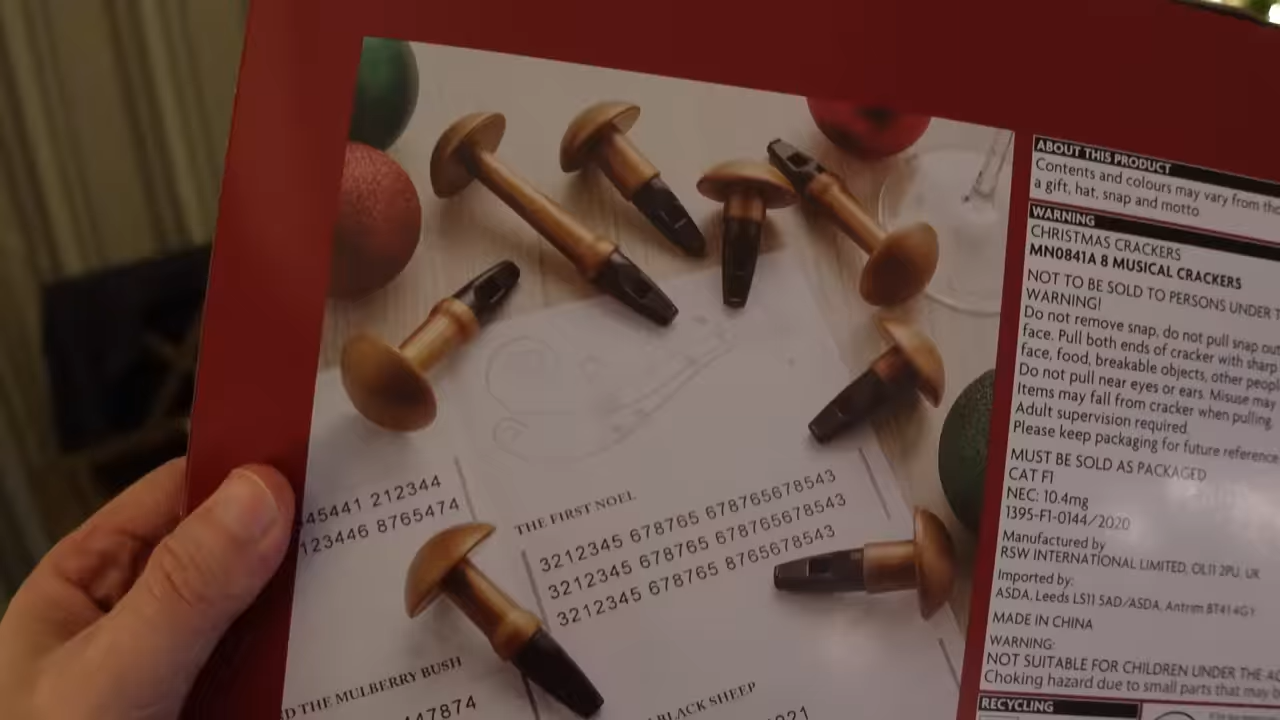 45441 212344
123446 8765474
THE FIRST NOEL
3212345 678765 678765678543
3212345 678765 678765678543
3212345 678765 8765678543
THE MULBERRY BUSH
47874
BLACK SHEEP
ABOUT THIS PRODUCT
Contents and colours may vary from
a gift, hat, snap and motto.
WARNING
CHRISTMAS CRACKERS
MN0841A 8 MUSICAL CRACKERS
NOT TO BE SOLD TO PERSONS UNDER
WARNING!
Do not remove snap, do not pull snap
face. Pull both ends of cracker with sharp
face, food, breakable objects, other
Do not pull near eyes or ears. Misuse may
Items may fall from cracker when pulling.
Adult supervision required.
Please keep packaging for future reference
MUST BE SOLD AS PACKAGED
CAT F1
NEC: 10.4mg
1395-F1-0144/2020
Manufactured by
RSW INTERNATIONAL LIMITED, OL11 2PU, UK
Imported by:
ASDA, Leeds LS11 5AD/ASDA, Antrim BT41 4GY
MADE IN CHINA
WARNING:
NOT SUITABLE FOR CHILDREN UNDER THE
Choking hazard due to small parts that may
RECYCLING